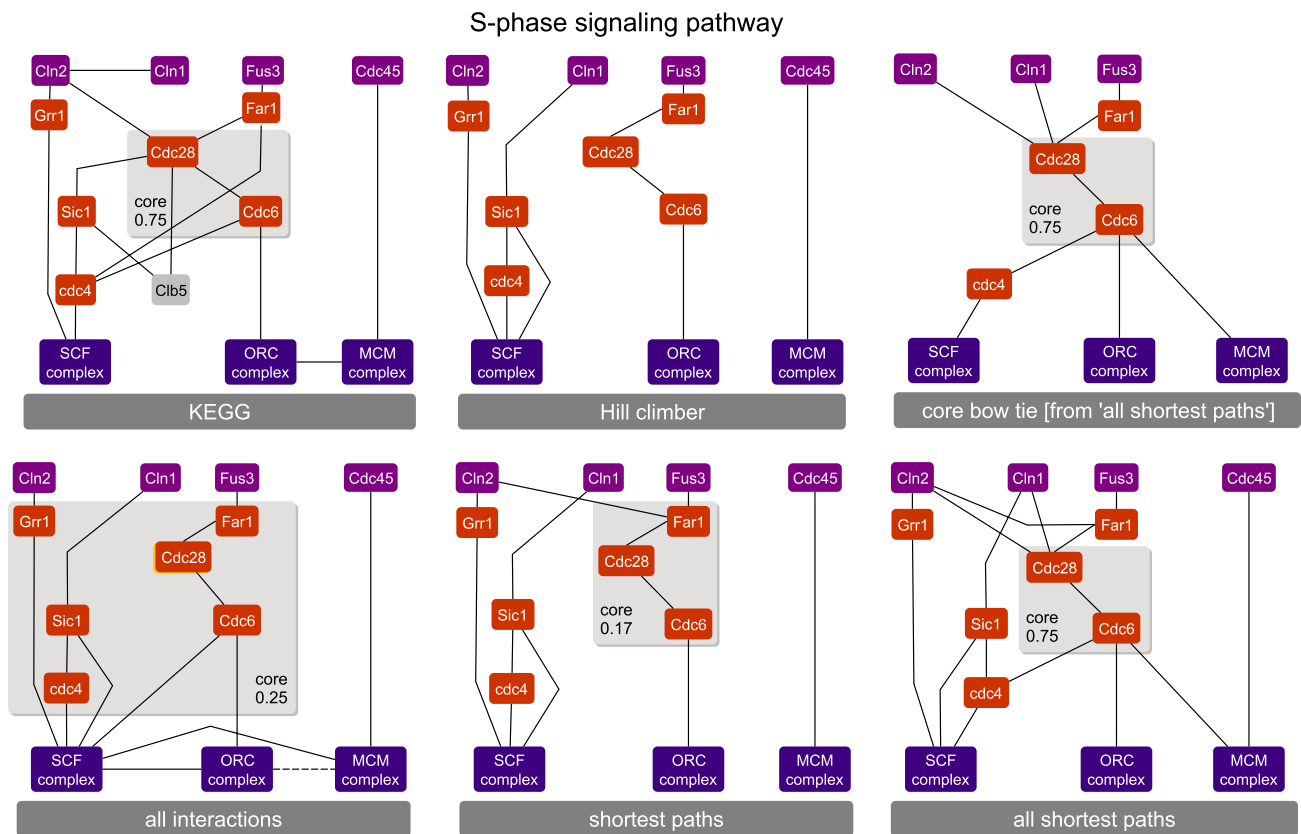 S-phase signaling pathway
Cln2
Cln1
Fus3
Cdc45
Grr1
Far1
Cdc28
core
0.75
Sic1
Cdc6
cdc4
Clb5
SCF
complex
ORC
complex
MCM
complex
KEGG
Cln2
Cln1
Fus3
Cdc45
Grr1
Far1
Cdc28
Sic1
Cdc6
cdc4
SCF
complex
ORC
complex
MCM
complex
Hill climber
Cln2
Cln1
Fus3
Far1
Cdc28
core
0.75
Cdc6
cdc4
SCF
complex
ORC
complex
MCM
complex
core bow tie [from 'all shortest paths']
Cln2
Cln1
Fus3
Cdc45
Grr1
Far1
Cdc28
Sic1
Cdc6
cdc4
core
0.25
SCF
complex
ORC
complex
MCM
complex
all interactions
Cln2
Cln1
Fus3
Cdc45
Grr1
Far1
Cdc28
core
0.17
Sic1
Cdc6
cdc4
SCF
complex
ORC
complex
MCM
complex
shortest paths
Cln2
Cln1
Fus3
Cdc45
Grr1
Far1
Cdc28
Sic1
core
0.75
Cdc6
cdc4
SCF
complex
ORC
complex
MCM
complex
all shortest paths